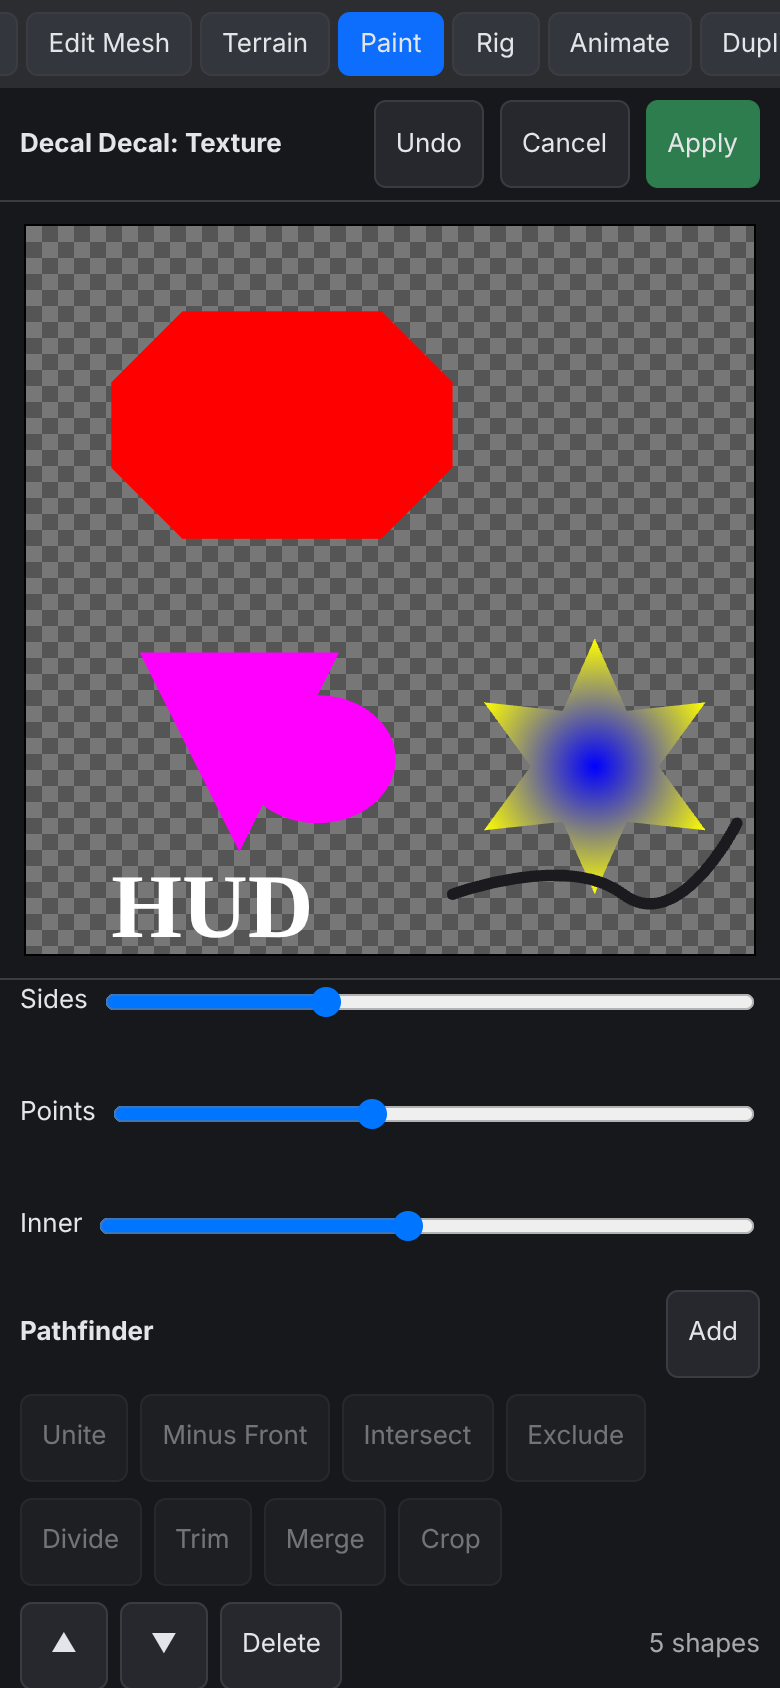 Edit Mesh Terrain Paint Rig Animate Dupl
Decal Decal: Texture Undo Cancel Apply
HUD
Sides
Points
Inner
Pathfinder Add
Unite Minus Front Intersect Exclude
Divide Trim Merge Crop
▲ ▼ Delete 5 shapes